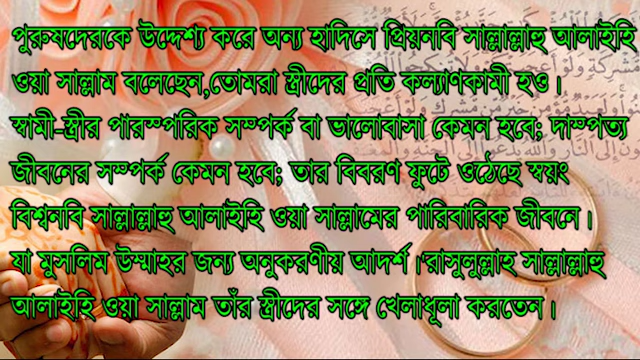 পুরুষদেরকে উদ্দেশ্য করে অন্য হাদিসে প্রিয়নবি সাল্লাল্লাহু আলাইহি
ওয়া সাল্লাম বলেছেন,তোমরা স্ত্রীদের প্রতি কল্যাণকামী হও।
স্বামী-স্ত্রীর পারস্পরিক সম্পর্ক বা ভালোবাসা কেমন হবে; দাম্পত্য
জীবনের সম্পর্ক কেমন হবে; তার বিবরণ ফুটে ওঠেছে স্বয়ং
বিশ্বনবি সাল্লাল্লাহু আলাইহি ওয়া সাল্লামের পারিবারিক জীবনে।
যা মুসলিম উম্মাহর জন্য অনুকরণীয় আদর্শ।‘রাসুলুল্লাহ সাল্লাল্লাহু
আলাইহি ওয়া সাল্লাম তাঁর স্ত্রীদের সঙ্গে খেলাধূলা করতেন।